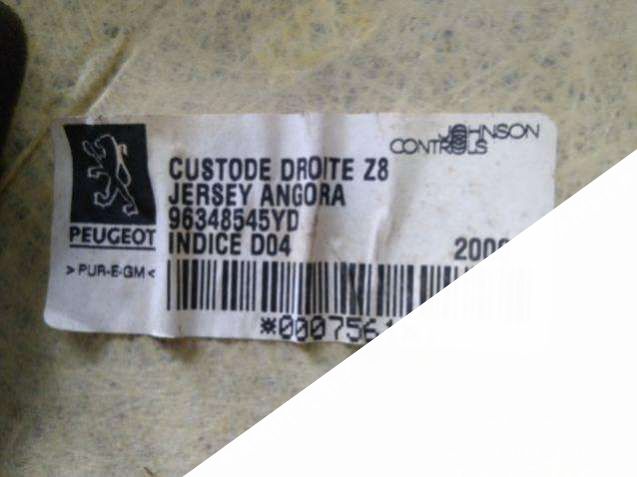 JOHNSON
CONTROLS
CUSTODE DROITE Z8
JERSEY ANGORA
96348545YD
INDICE D04
PEUGEOT
>PUR-E-GM<